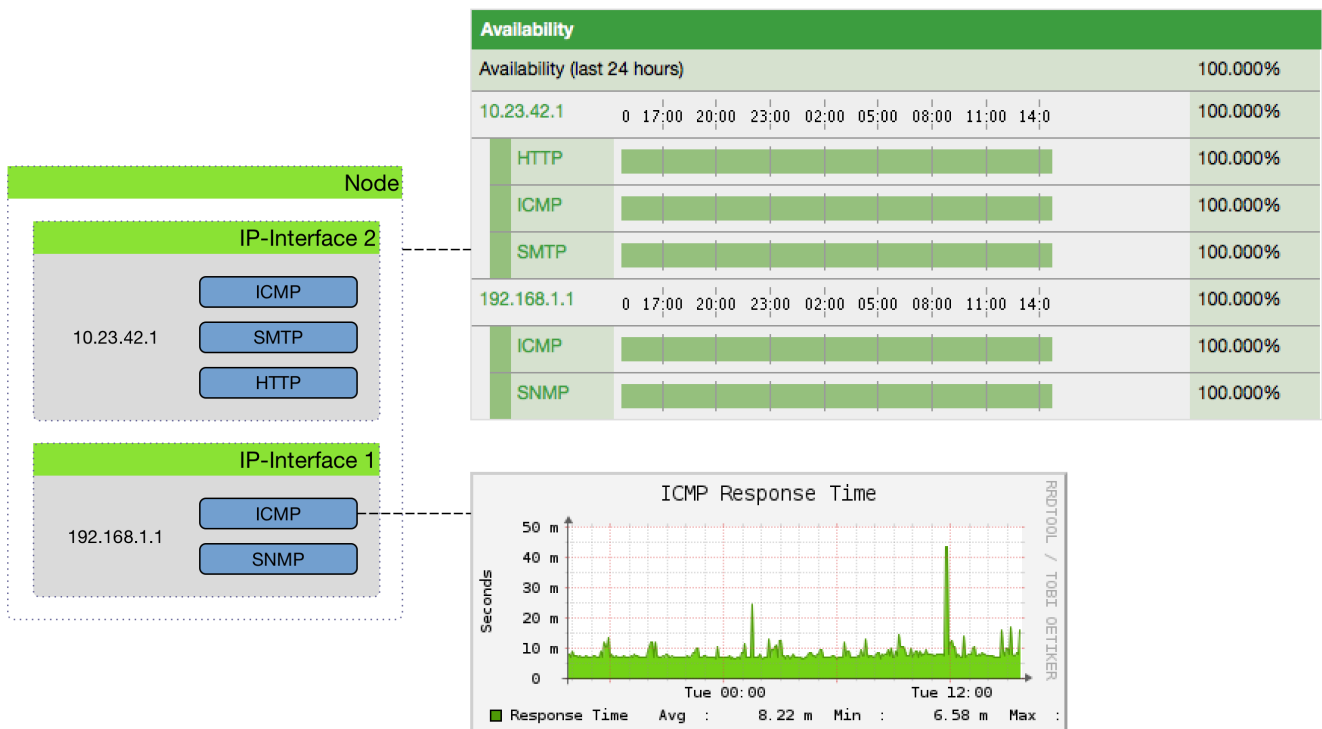 Node
IP-Interface 2
10.23.42.1
ICMP
SMTP
HTTP
IP-Interface 1
192.168.1.1
ICMP
SNMP
Availability
Availability (last 24 hours) 100.000%
10.23.42.1 0 17:00 20:00 23:00 02:00 05:00 08:00 11:00 14:0 100.000%
HTTP 100.000%
ICMP 100.000%
SMTP 100.000%
192.168.1.1 0 17:00 20:00 23:00 02:00 05:00 08:00 11:00 14:0 100.000%
ICMP 100.000%
SNMP 100.000%
ICMP Response Time
Seconds
50 m
40 m
30 m
20 m
10 m
0
Tue 00:00 Tue 12:00
Response Time Avg : 8.22 m Min : 6.58 m Max :
RRDTOOL / TOBI OETIKER